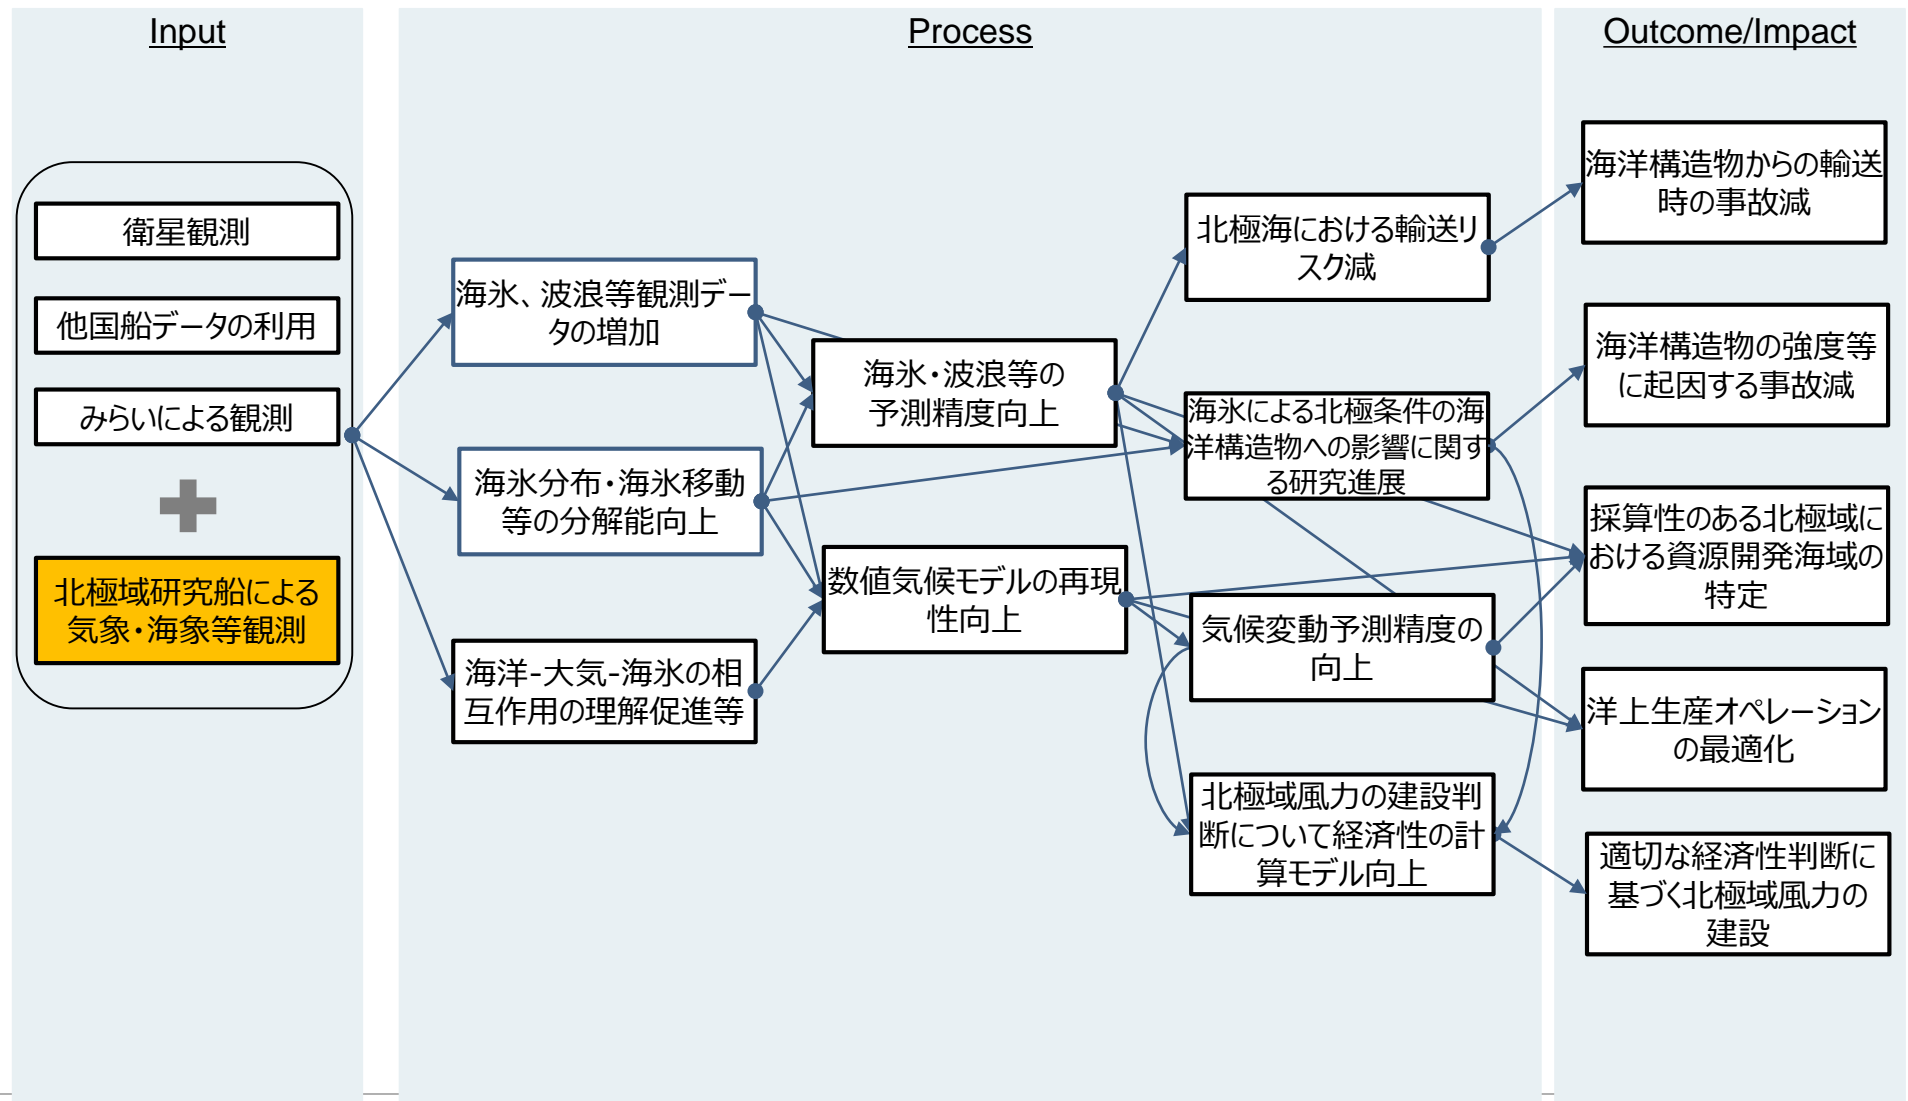 Input
衛星観測
他国船データの利用
みらいによる観測
北極域研究船による
気象・海象等観測
Process
海氷、波浪等観測デー
タの増加
海氷分布・海氷移動
等の分解能向上
海洋-大気-海氷の相
互作用の理解促進等
海氷・波浪等の
予測精度向上
数値気候モデルの再現
性向上
北極海における輸送リ
スク減
海氷による北極条件の海
洋構造物への影響に関す
る研究進展
気候変動予測精度の
向上
北極域風力の建設判
断について経済性の計
算モデル向上
Outcome/Impact
海洋構造物からの輸送
時の事故減
海洋構造物の強度等
に起因する事故減
採算性のある北極域に
おける資源開発海域の
特定
洋上生産オペレーション
の最適化
適切な経済性判断に
基づく北極域風力の
建設